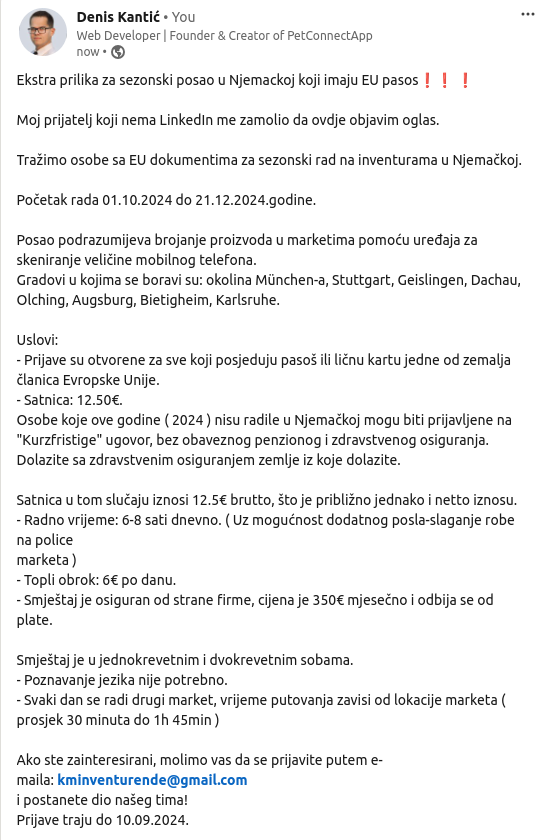 Denis Kantić • You
Web Developer | Founder & Creator of PetConnectApp
now •
Ekstra prilika za sezonski posao u Njemackoj koji imaju EU pasos❗❗❗
Moj prijatelj koji nema LinkedIn me zamolio da ovdje objavim oglas.
Tražimo osobe sa EU dokumentima za sezonski rad na inventurama u Njemačkoj.
Početak rada 01.10.2024 do 21.12.2024.godine.
Posao podrazumijeva brojanje proizvoda u marketima pomoću uređaja za
skeniranje veličine mobilnog telefona.
Gradovi u kojima se boravi su: okolina München-a, Stuttgart, Geislingen, Dachau,
Olching, Augsburg, Bietigheim, Karlsruhe.
Uslovi:
- Prijave su otvorene za sve koji posjeduju pasoš ili ličnu kartu jedne od zemalja
članica Evropske Unije.
- Satnica: 12.50€.
Osobe koje ove godine ( 2024 ) nisu radile u Njemačkoj mogu biti prijavljene na
"Kurzfristige" ugovor, bez obaveznog penzionog i zdravstvenog osiguranja.
Dolazite sa zdravstvenim osiguranjem zemlje iz koje dolazite.
Satnica u tom slučaju iznosi 12.5€ brutto, što je približno jednako i netto iznosu.
- Radno vrijeme: 6-8 sati dnevno. ( Uz mogućnost dodatnog posla-slaganje robe
na police
marketa )
- Topli obrok: 6€ po danu.
- Smještaj je osiguran od strane firme, cijena je 350€ mjesečno i odbija se od
plate.
Smještaj je u jednokrevetnim i dvokrevetnim sobama.
- Poznavanje jezika nije potrebno.
- Svaki dan se radi drugi market, vrijeme putovanja zavisi od lokacije marketa (
prosjek 30 minuta do 1h 45min )
Ako ste zainteresirani, molimo vas da se prijavite putem e-
maila: kminventurende@gmail.com
i postanete dio našeg tima!
Prijave traju do 10.09.2024.